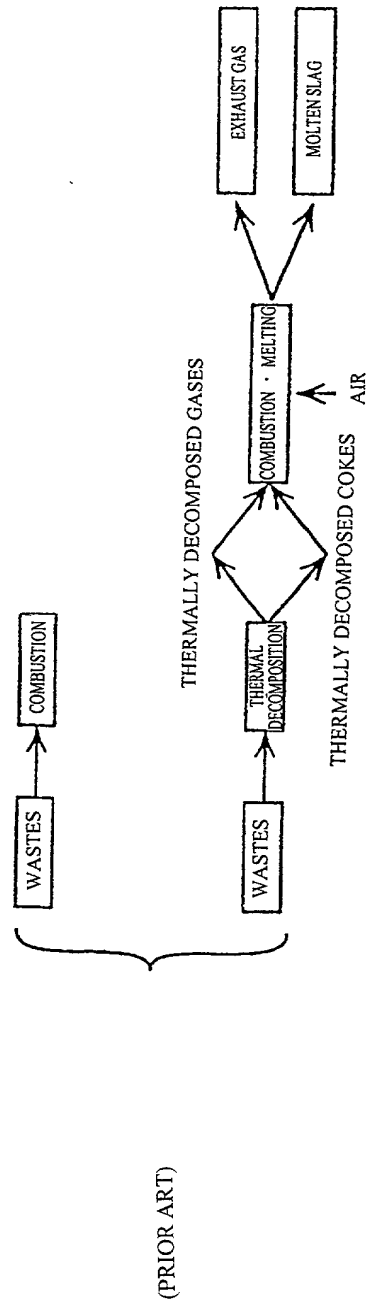 (PRIOR ART)
WASTES
COMBUSTION
WASTES
THERMAL
DECOMPOSITION
THERMALLY DECOMPOSED GASES
THERMALLY DECOMPOSED COKES
COMBUSTION · MELTING
AIR
EXHAUST GAS
MOLTEN SLAG